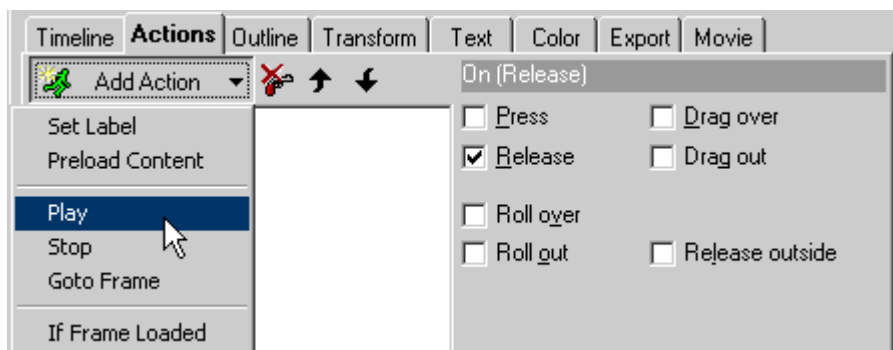 Timeline Actions Outline Transform Text Color Export Movie
Add Action
On (Release)
Set Label
Preload Content
Play
Stop
Goto Frame
If Frame Loaded
Press
Drag over
Release
Drag out
Roll over
Roll out
Release outside